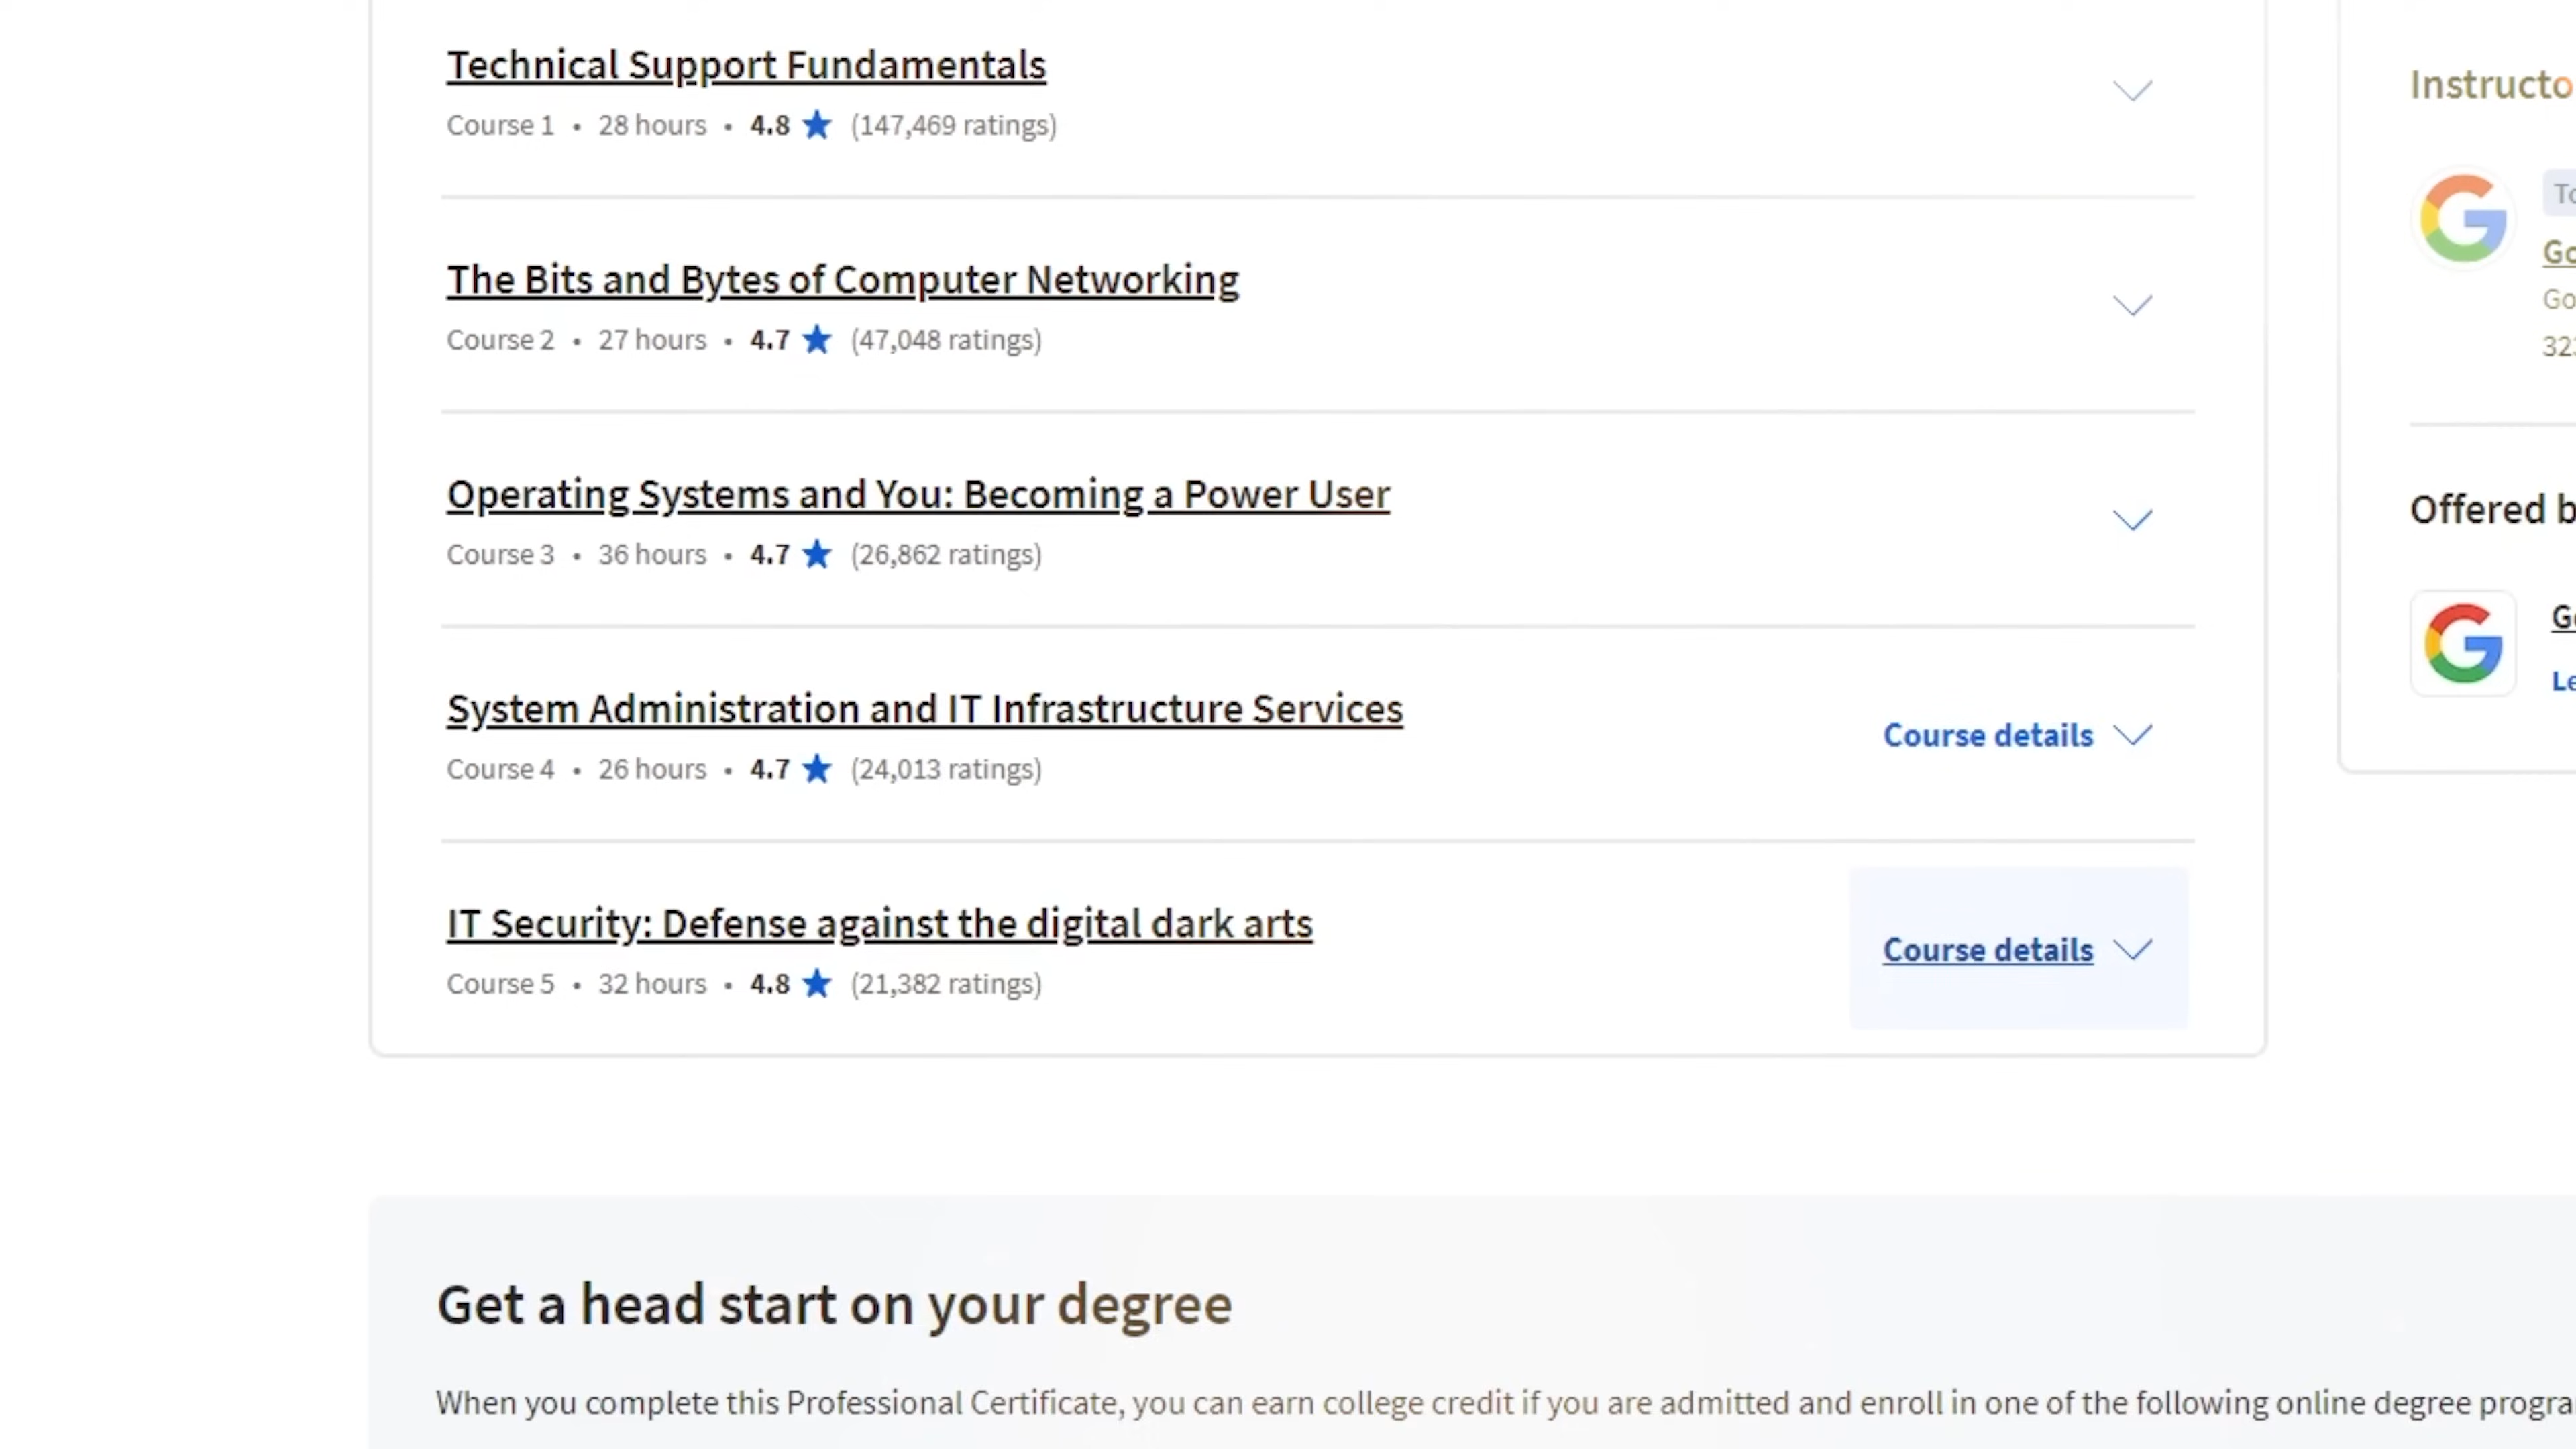 Technical Support Fundamentals
Course 1 • 28 hours • 4.8 ★ (147,469 ratings)
The Bits and Bytes of Computer Networking
Course 2 • 27 hours • 4.7 ★ (47,048 ratings)
Operating Systems and You: Becoming a Power User
Course 3 • 36 hours • 4.7 ★ (26,862 ratings)
System Administration and IT Infrastructure Services
Course 4 • 26 hours • 4.7 ★ (24,013 ratings)
Course details
IT Security: Defense against the digital dark arts
Course 5 • 32 hours • 4.8 ★ (21,382 ratings)
Course details
Get a head start on your degree
When you complete this Professional Certificate, you can earn college credit if you are admitted and enroll in one of the following online degree
Offered